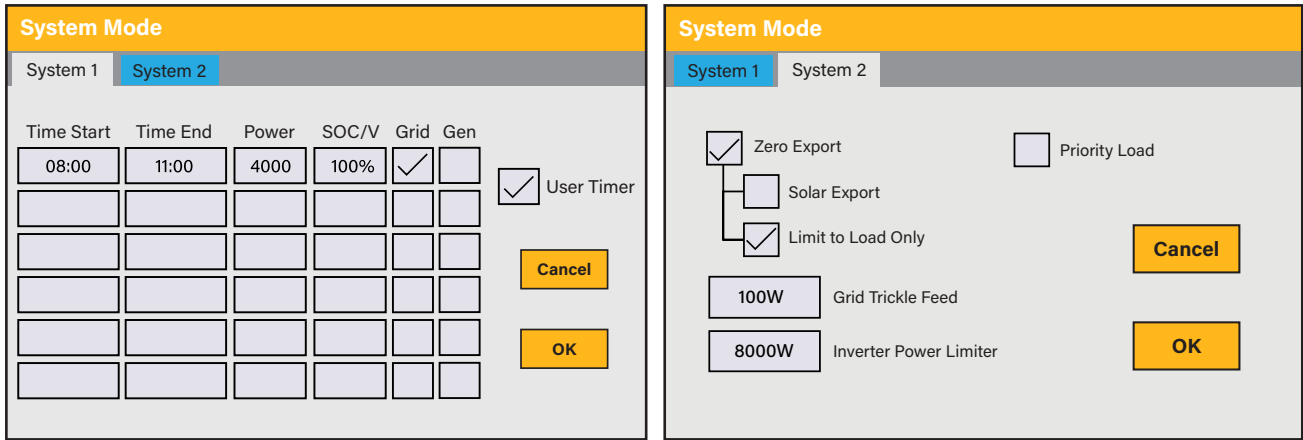 System Mode
System 1 System 2
Time Start Time End Power SOC/V Grid Gen
08:00 11:00 4000 100%
User Timer
Cancel
OK
System Mode
System 1 System 2
Zero Export Priority Load
Solar Export
Limit to Load Only
Cancel
100W Grid Trickle Feed
8000W Inverter Power Limiter
OK